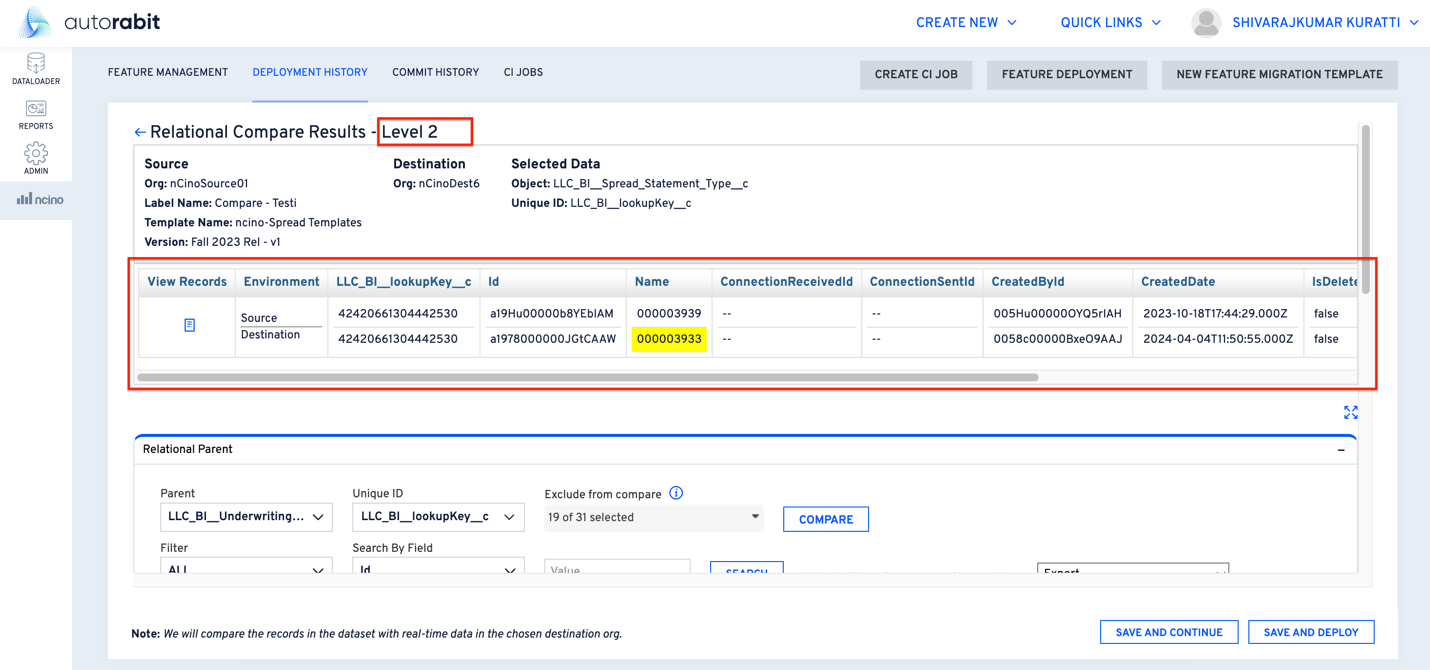 autorabit
CREATE NEW
QUICK LINKS
SHIVARAJKUMAR KURATTI
DATALOADER
REPORTS
ADMIN
ncino
FEATURE MANAGEMENT
DEPLOYMENT HISTORY
COMMIT HISTORY
CI JOBS
CREATE CI JOB
FEATURE DEPLOYMENT
NEW FEATURE MIGRATION TEMPLATE
Relational Compare Results - Level 2
Source
Org: nCinoSource01
Label Name: Compare - Testi
Template Name: ncino-Spread Templates
Version: Fall 2023 Rel - v1
Destination
Org: nCinoDest6
Selected Data
Object: LLC_BI__Spread_Statement_Type__c
Unique ID: LLC_BI__lookupKey__c
View Records Environment LLC_BI__lookupKey__c Id Name ConnectionReceivedId ConnectionSentId CreatedById CreatedDate IsDelete
Source 42420661304442530 a19Hu00000b8YEbIAM 000003939 -- -- 005Hu00000OYQ5rIAH 2023-10-18T17:44:29.000Z false
Destination 42420661304442530 a1978000000JGtCAAW 000003933 -- -- 0058c00000BxeO9AAJ 2024-04-04T11:50:55.000Z false
Relational Parent
Parent
LLC_BI__Underwriting...
Unique ID
LLC_BI__lookupKey__c
Exclude from compare
19 of 31 selected
COMPARE
Filter
ALL
Search By Field
Id
Value
SEARCH
Export
Note: We will compare the records in the dataset with real-time data in the chosen destination org.
SAVE AND CONTINUE
SAVE AND DEPLOY